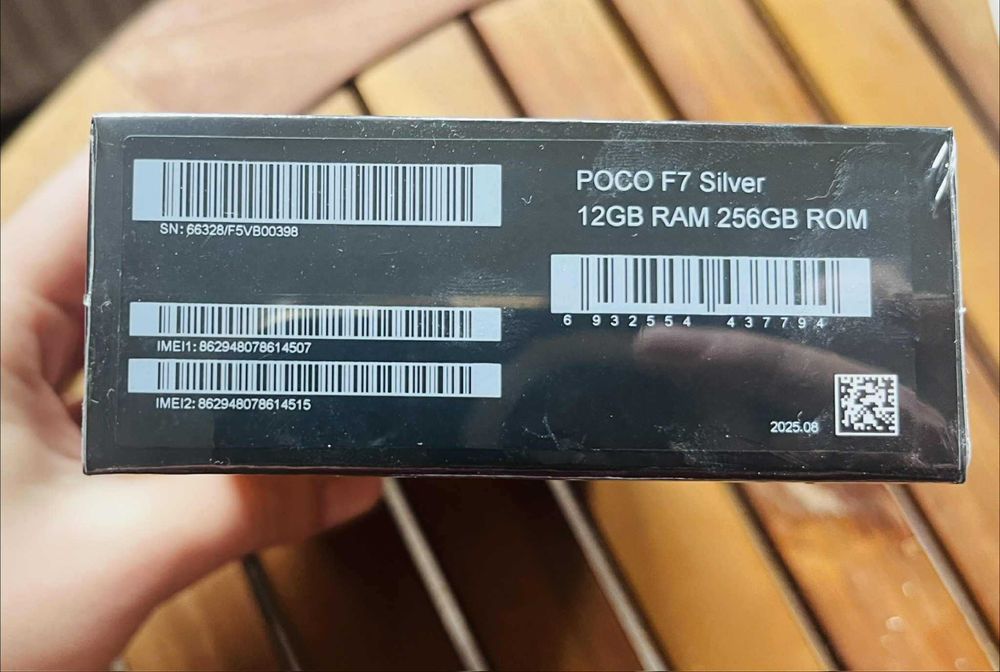 SN: 66328/F5VB00398
IMEI1: 862948078614507
IMEI2: 862948078614515
POCO F7 Silver
12GB RAM 256GB ROM
6 932554 437794
2025.08